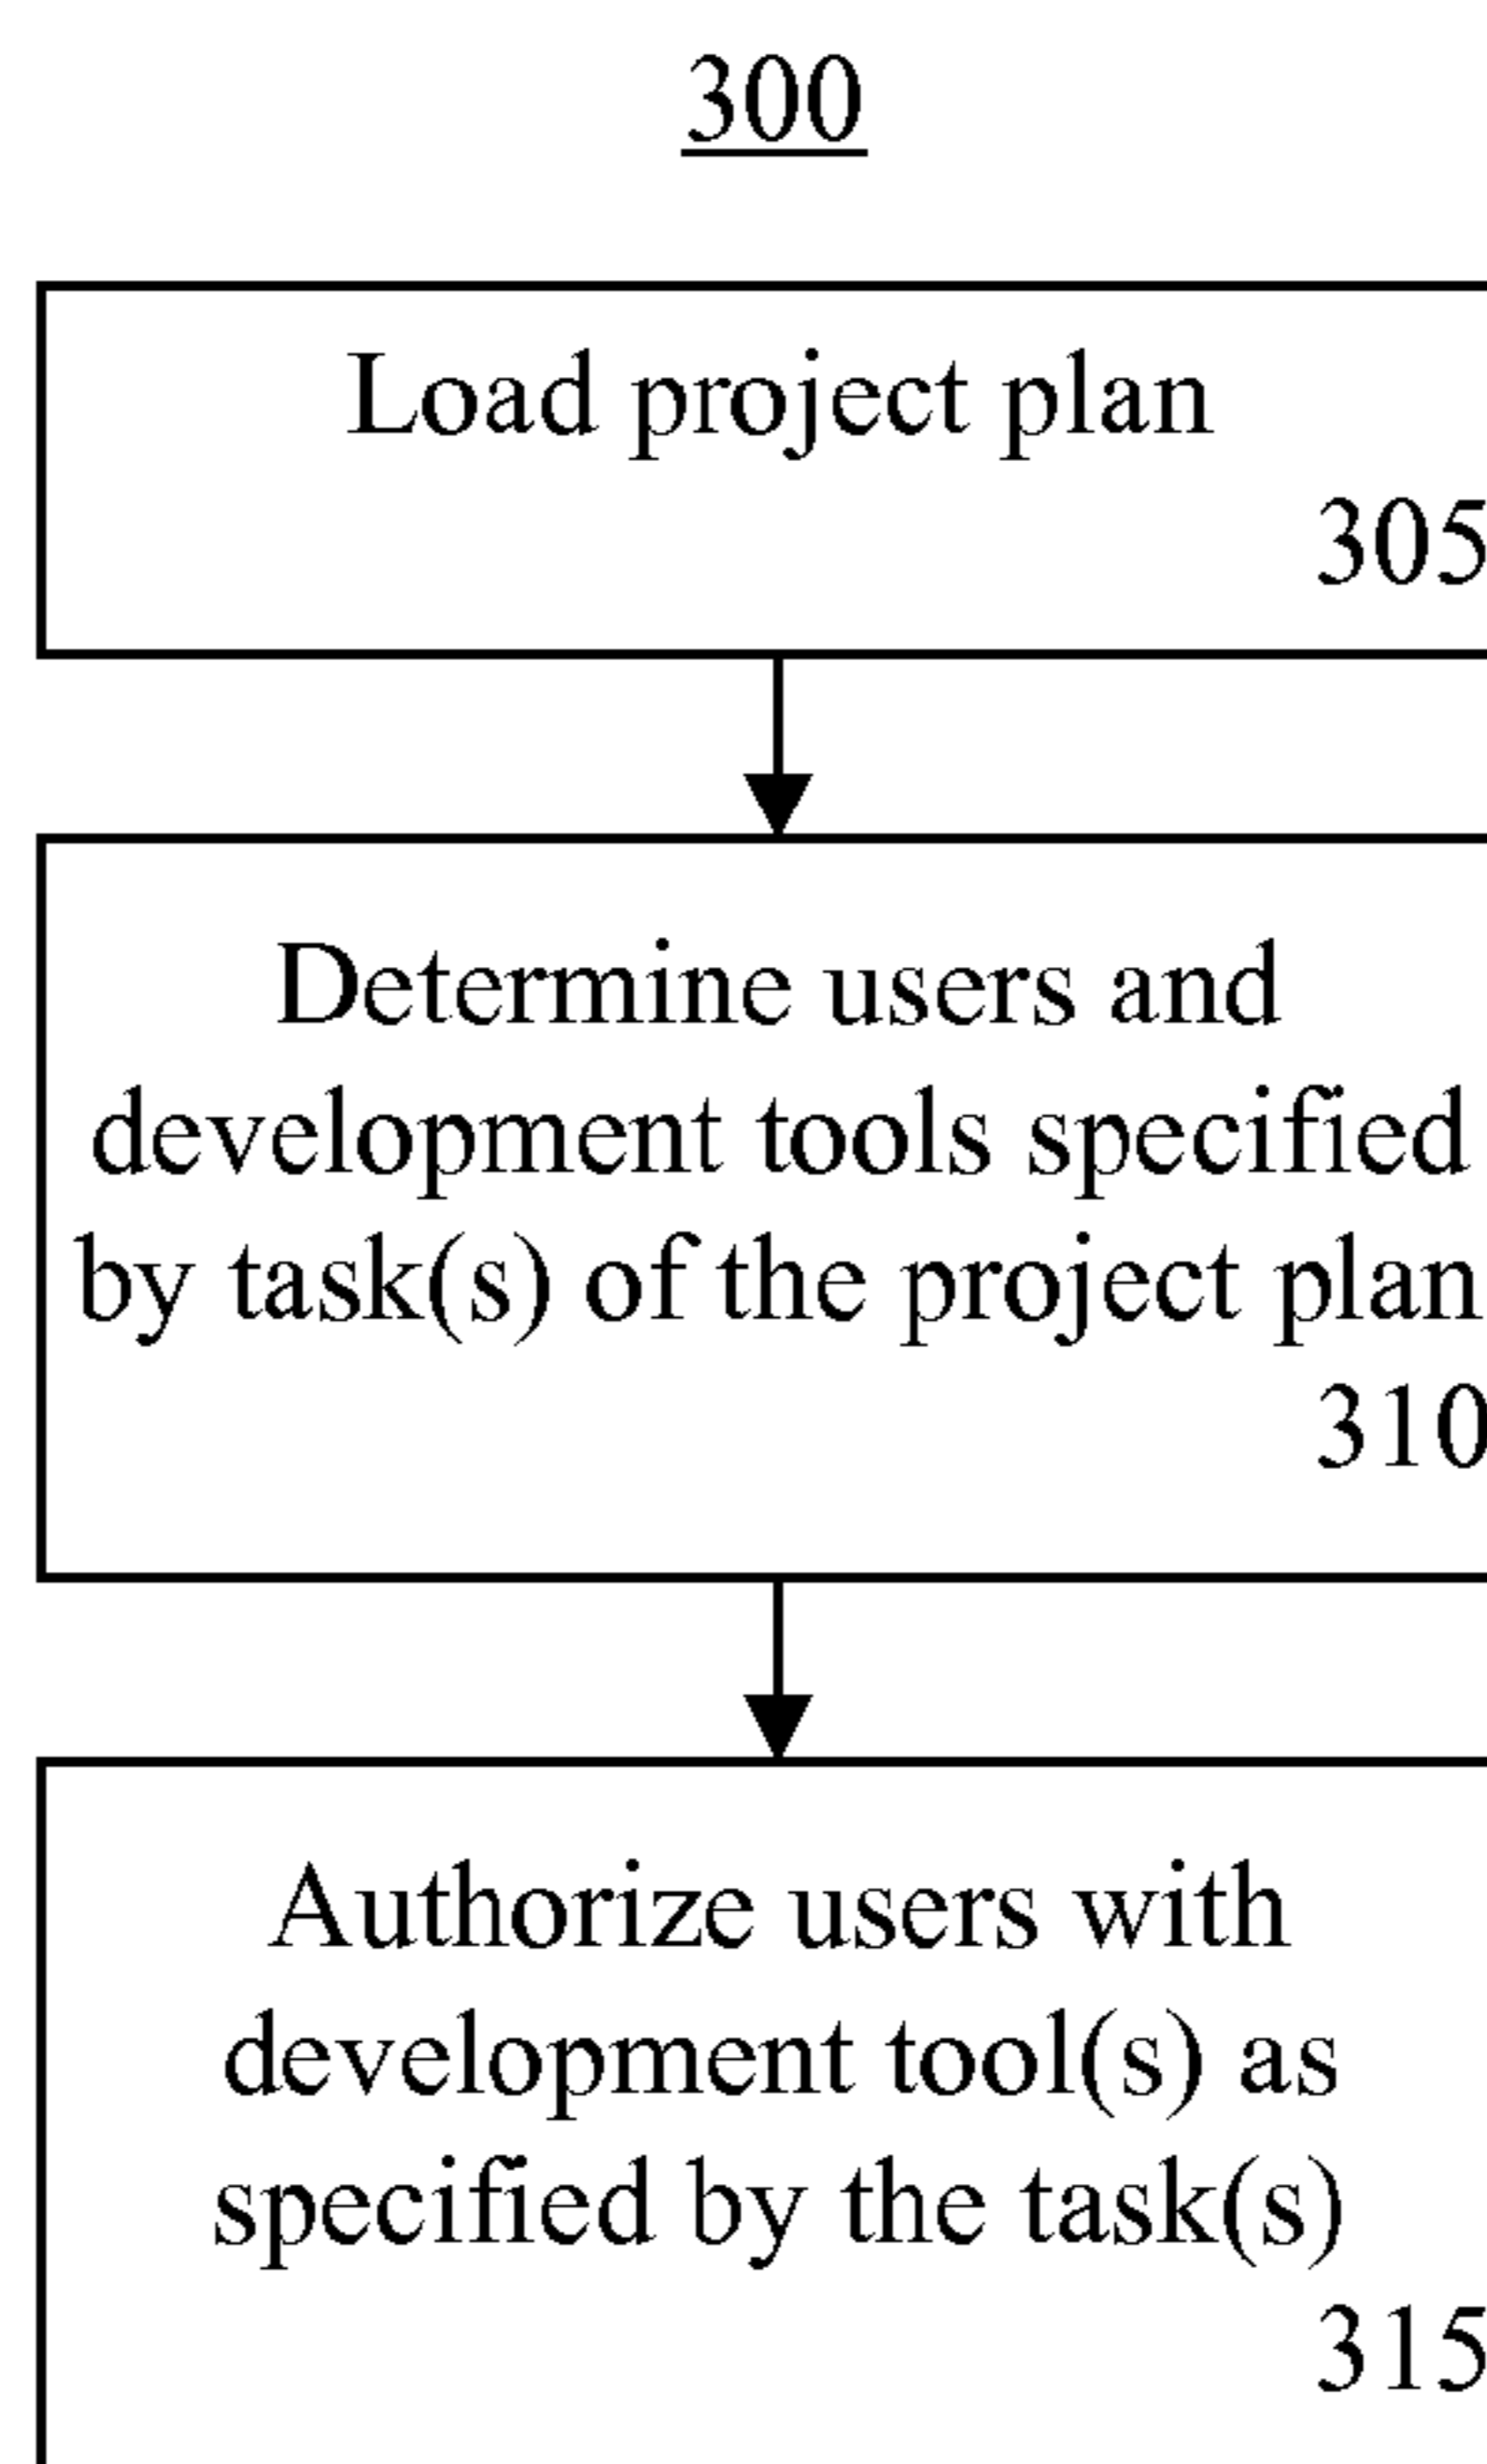 300
Load project plan
305
Determine users and
development tools specified
by task(s) of the project plan
310
Authorize users with
development tool(s) as
specified by the task(s)
315